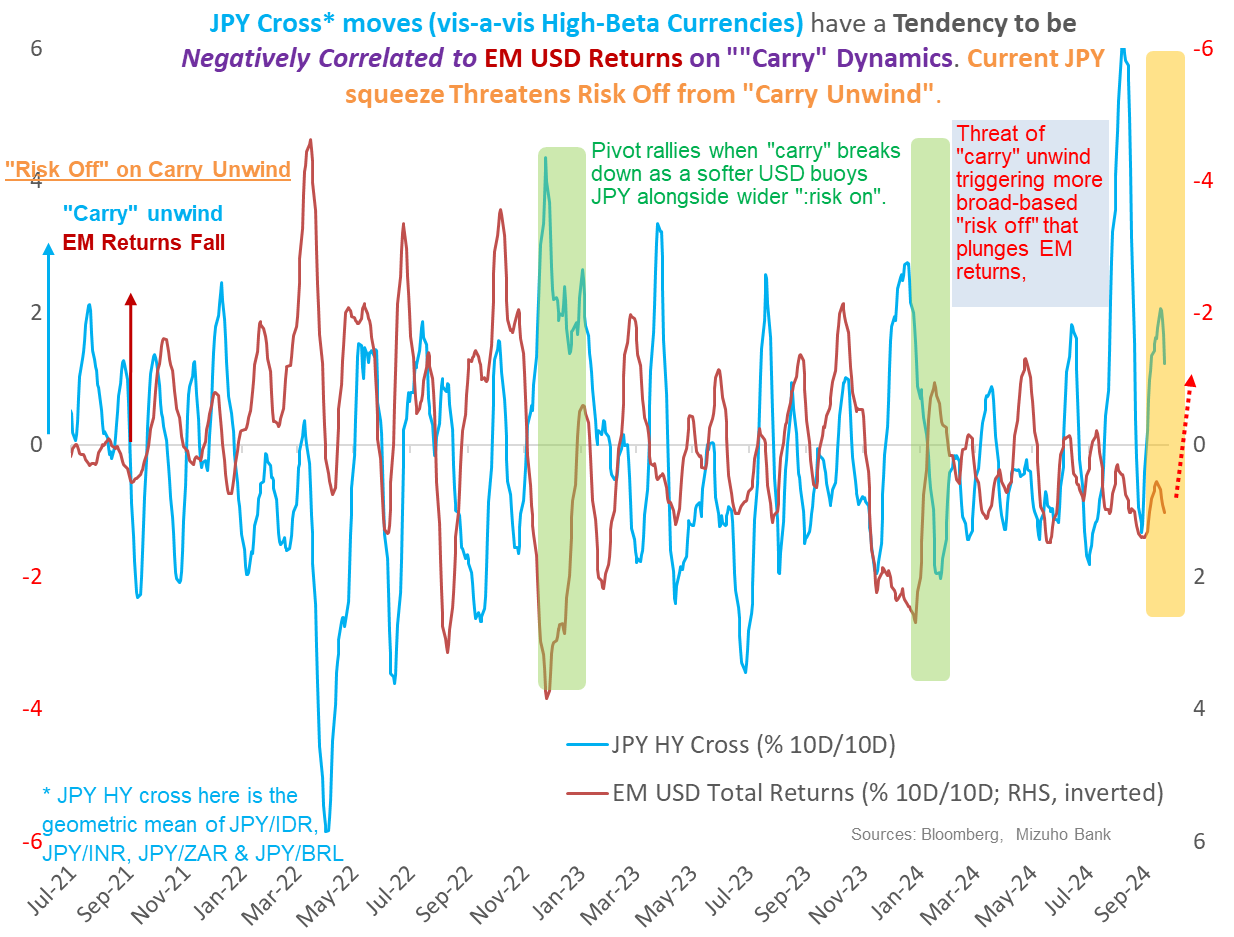 JPY Cross* moves (vis-a-vis High-Beta Currencies) have a Tendency to be
Negatively Correlated to EM USD Returns on ""Carry" Dynamics. Current JPY
squeeze Threatens Risk Off from "Carry Unwind".
"Risk Off" on Carry Unwind
"Carry" unwind
EM Returns Fall
Pivot rallies when "carry" breaks
down as a softer USD buoys
JPY alongside wider ":risk on".
Threat of
"carry" unwind
triggering more
broad-based
"risk off" that
plunges EM
returns,
6
4
2
0
-2
-4
-6
-6
-4
-2
0
2
4
6
JPY HY Cross (% 10D/10D)
EM USD Total Returns (% 10D/10D; RHS, inverted)
Sources: Bloomberg, Mizuho Bank
* JPY HY cross here is the
geometric mean of JPY/IDR,
JPY/INR, JPY/ZAR & JPY/BRL
Jul-21
Sep-21
Nov-21
Jan-22
Mar-22
May-22
Jul-22
Sep-22
Nov-22
Jan-23
Mar-23
May-23
Jul-23
Sep-23
Nov-23
Jan-24
Mar-24
May-24
Jul-24
Sep-24